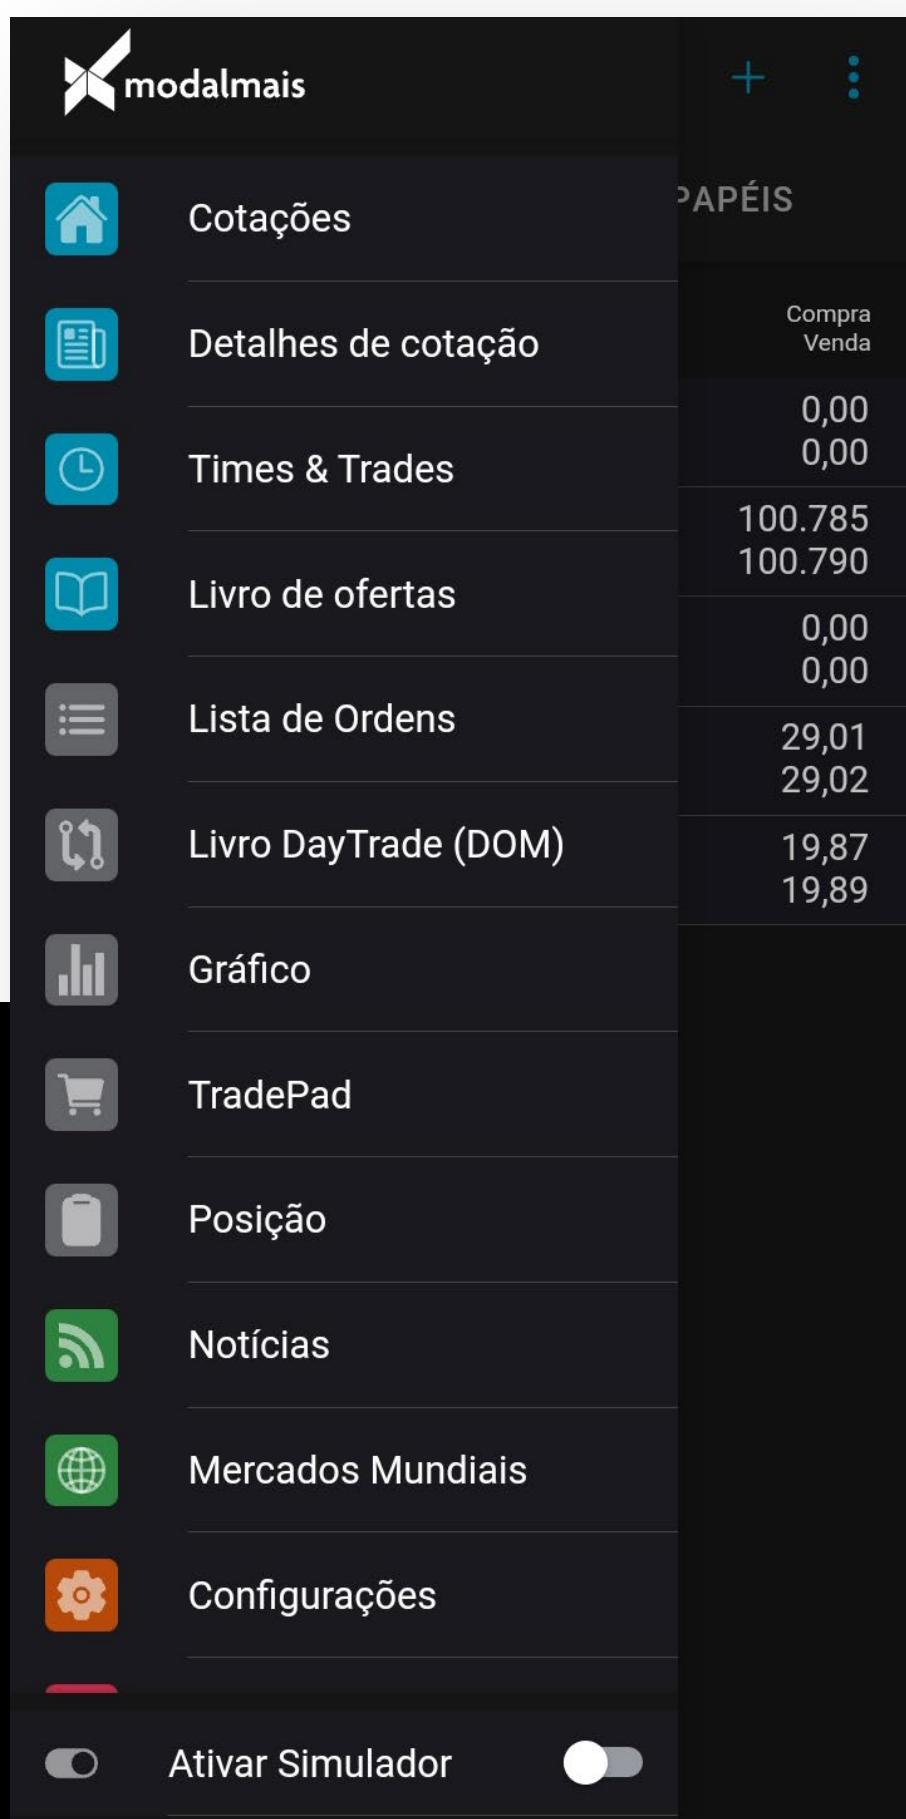 modalmais
PAPÉIS
Cotações
Detalhes de cotação
Times & Trades
Livro de ofertas
Lista de Ordens
Livro DayTrade (DOM)
Gráfico
TradePad
Posição
Notícias
Mercados Mundiais
Configurações
Ativar Simulador
Compra
Venda
0,00
0,00
100.785
100.790
0,00
0,00
29,01
29,02
19,87
19,89